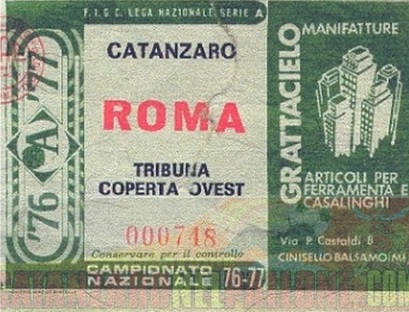 F.I.G.C. LEGA NAZIONALE SERIE A
'76 A '77
CATANZARO
ROMA
TRIBUNA
COPERTA OVEST
000748
Conservare per il controllo
CAMPIONATO
NAZIONALE 76-77
GRATTACIELO
MANIFATTURE
ARTICOLI PER
FERRAMENTA E
CASALINGHI
Via P. Castaldi 8
CINISELLO BALSAMO (MI)